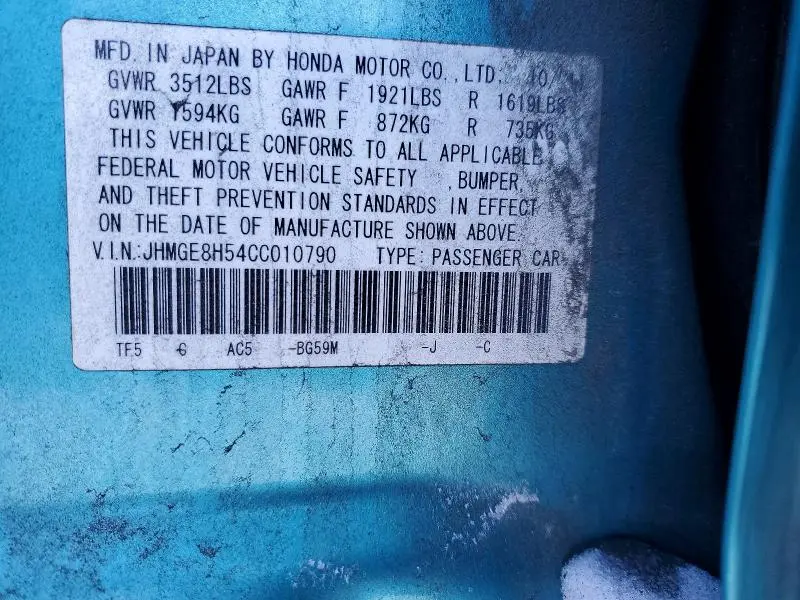 MFD. IN JAPAN BY HONDA MOTOR CO., LTD. 10
GVWR 3512LBS GAWR F 1921LBS R 1619LBS
GVWR 1594KG GAWR F 872KG R 735KG
THIS VEHICLE CONFORMS TO ALL APPLICABLE
FEDERAL MOTOR VEHICLE SAFETY ,BUMPER,
AND THEFT PREVENTION STANDARDS IN EFFECT
ON THE DATE OF MANUFACTURE SHOWN ABOVE.
V.I.N.:JHMGE8H54CC010790 TYPE: PASSENGER CAR
TF5 -G AC5 -BG59M -J -C